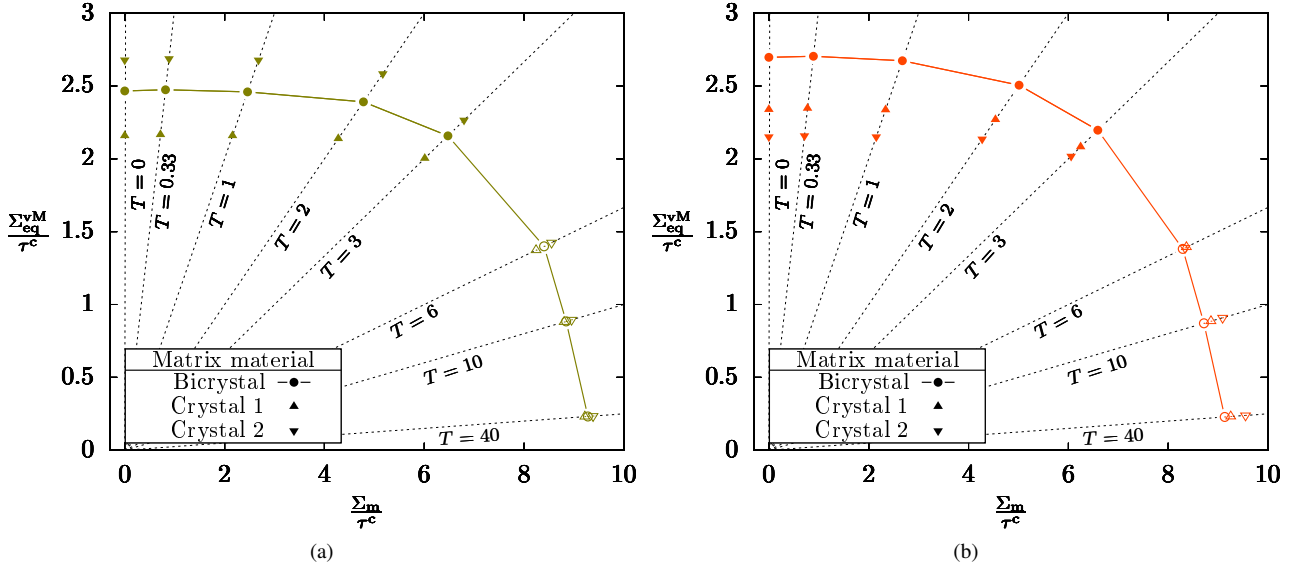 3
2.5
2
1.5
1
0.5
0
Σ_eq^vM / τ^c
T = 0
T = 0.33
T = 1
T = 2
T = 3
T = 6
T = 10
T = 40
Matrix material
Bicrystal
Crystal 1
Crystal 2
0 2 4 6 8 10
Σ_m / τ^c
(a)
3
2.5
2
1.5
1
0.5
0
Σ_eq^vM / τ^c
T = 0
T = 0.33
T = 1
T = 2
T = 3
T = 6
T = 10
T = 40
Matrix material
Bicrystal
Crystal 1
Crystal 2
0 2 4 6 8 10
Σ_m / τ^c
(b)